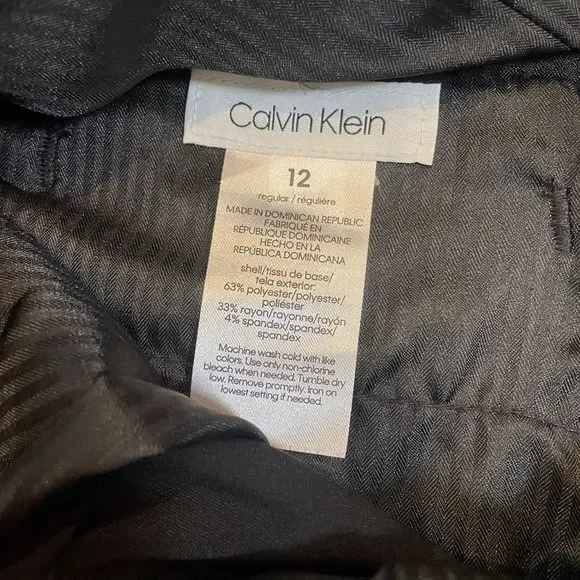 Calvin Klein
12
regular / régulière
MADE IN DOMINICAN REPUBLIC
FABRIQUÉ EN
RÉPUBLIQUE DOMINICAINE
HECHO EN LA
REPÚBLICA DOMINICANA
shell/tissu de base/
tela exterior:
63% polyester/polyester/
poliéster
33% rayon/rayonne/rayón
4% spandex/spandex/
spandex
Machine wash cold with like
colors. Use only non-chlorine
bleach when needed. Tumble dry
low. Remove promptly. Iron on
lowest setting if needed.